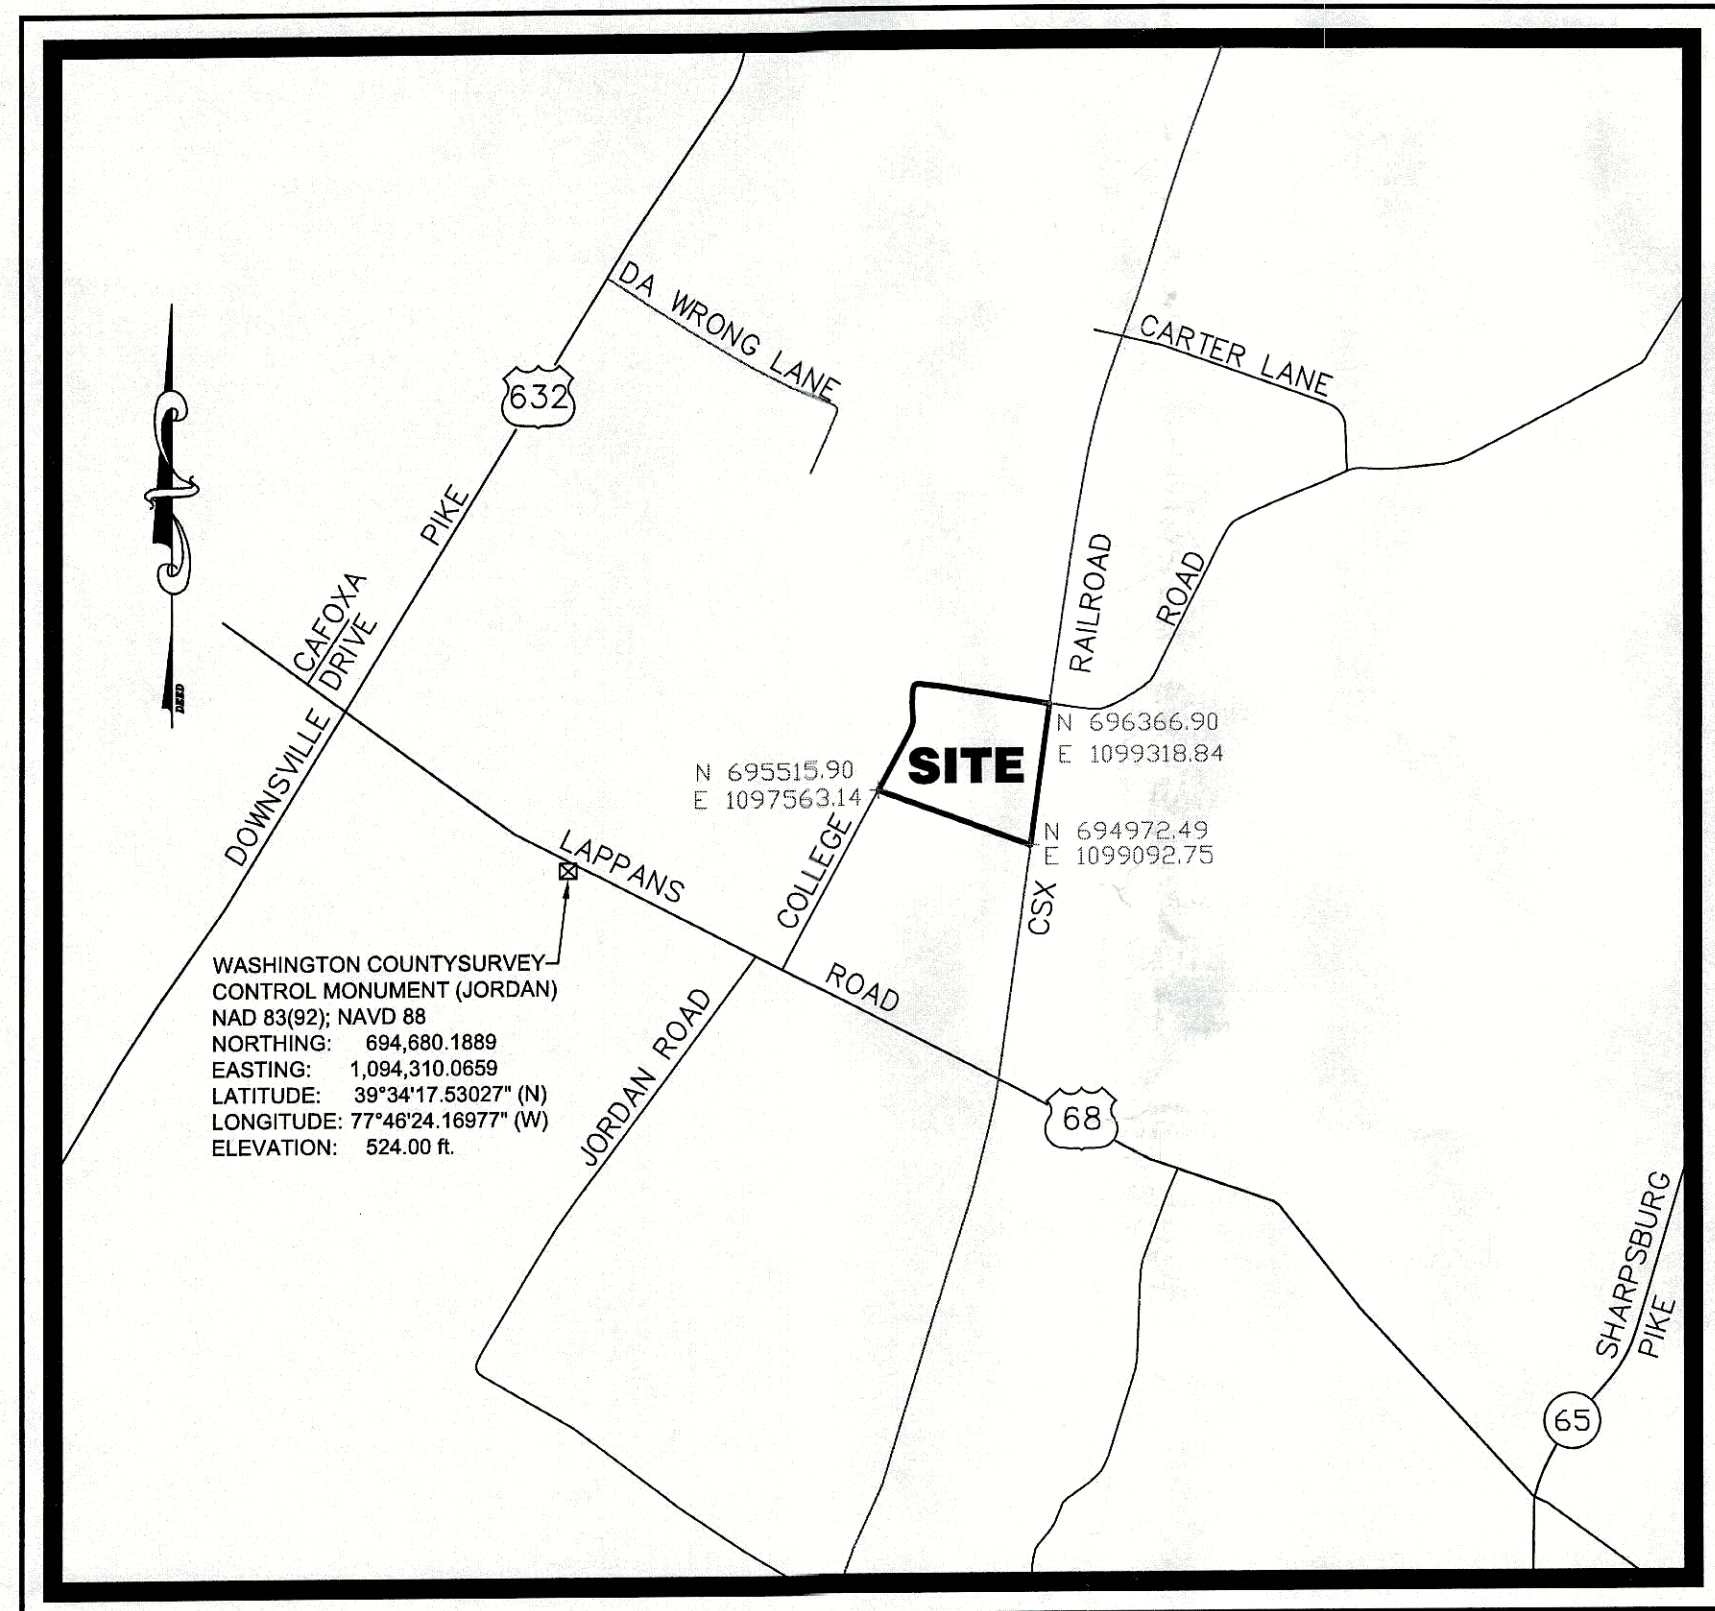 DA WRONG LANE
CARTER LANE
632
PIKE
RAILROAD
ROAD
CAFOXA
DRIVE
DEED
DOWNSVILLE
N 696366.90
E 1099318.84
SITE
N 695515.90
E 1097563.14
N 694972.49
E 1099092.75
LAPPANS
COLLEGE
CSX
WASHINGTON COUNTYSURVEY
CONTROL MONUMENT (JORDAN)
NAD 83(92); NAVD 88
NORTHING: 694,680.1889
EASTING: 1,094,310.0659
LATITUDE: 39°34'17.53027" (N)
LONGITUDE: 77°46'24.16977" (W)
ELEVATION: 524.00 ft.
ROAD
JORDAN ROAD
68
SHARPSBURG
PIKE
65